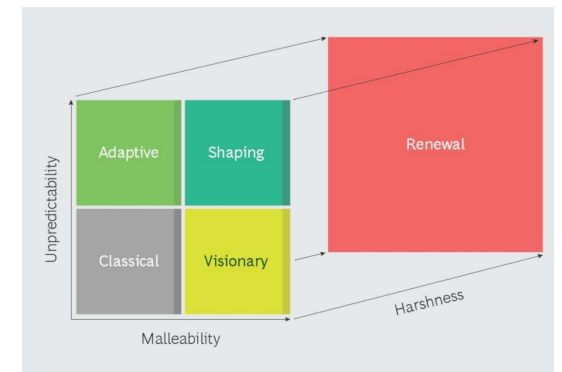 Unpredictability
Adaptive
Shaping
Renewal
Classical
Visionary
Harshness
Malleability